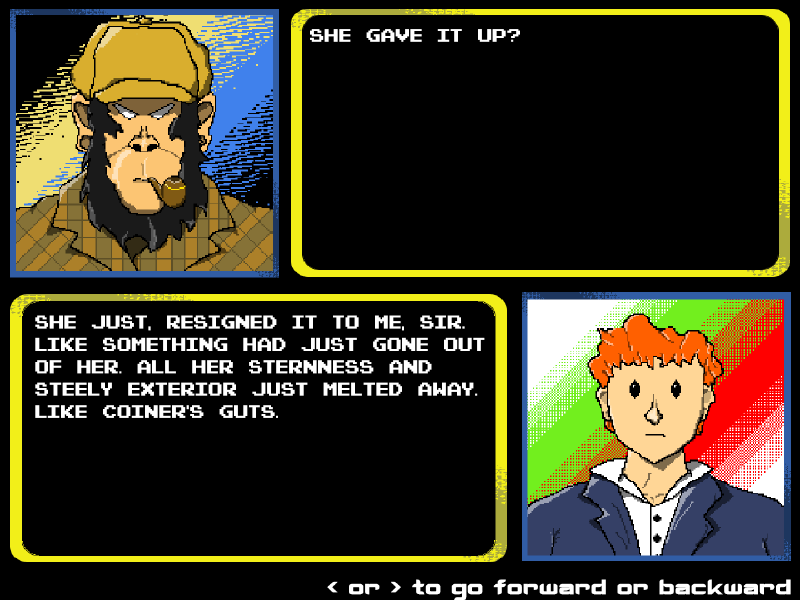 SHE GAVE IT UP?
SHE JUST, RESIGNED IT TO ME, SIR.
LIKE SOMETHING HAD JUST GONE OUT
OF HER. ALL HER STERNNESS AND
STEELY EXTERIOR JUST MELTED AWAY.
LIKE COINER'S GUTS.
< or > to go forward or backward